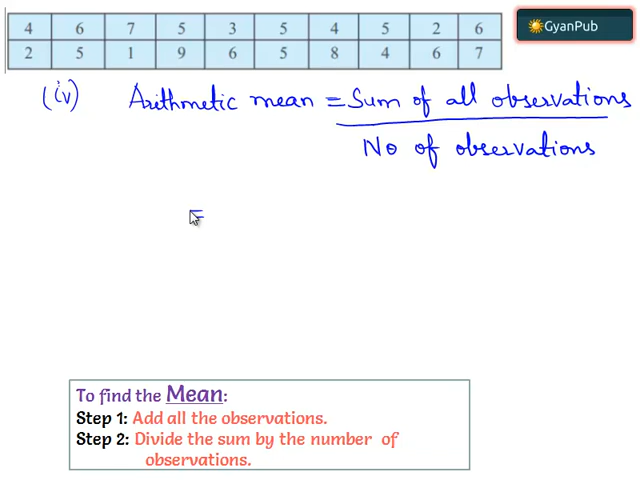 4 6 7 5 3 5 4 5 2 6
2 5 1 9 6 5 8 4 6 7
GyanPub
(iv) Arithmetic mean = Sum of all observations
No of observations
=
To find the Mean:
Step 1: Add all the observations.
Step 2: Divide the sum by the number of
observations.